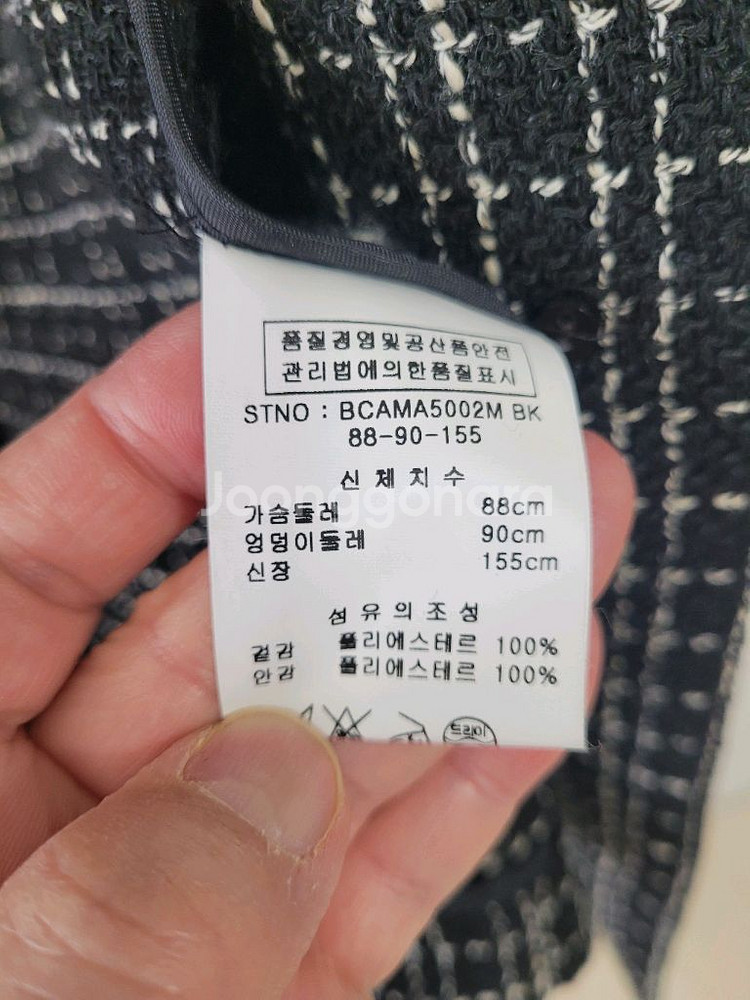 품질경영및공산품안전
관리법에의한품질표시
STNO : BCAMA5002M BK
88-90-155
신체치수
Joonggonara
가슴둘레 88cm
엉덩이둘레 90cm
신장 155cm
섬유의조성
겉감 폴리에스테르 100%
안감 폴리에스테르 100%
드라이